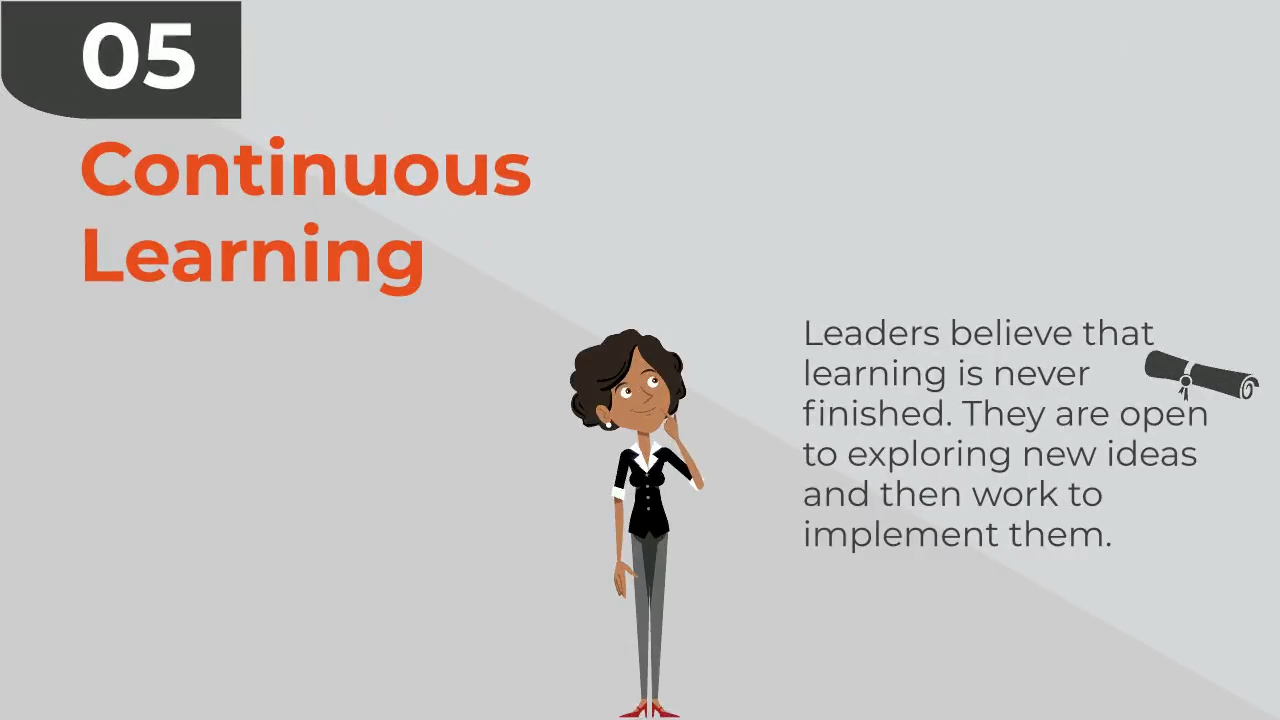 05
Continuous
Learning
Leaders believe that
learning is never
finished. They are open
to exploring new ideas
and then work to
implement them.